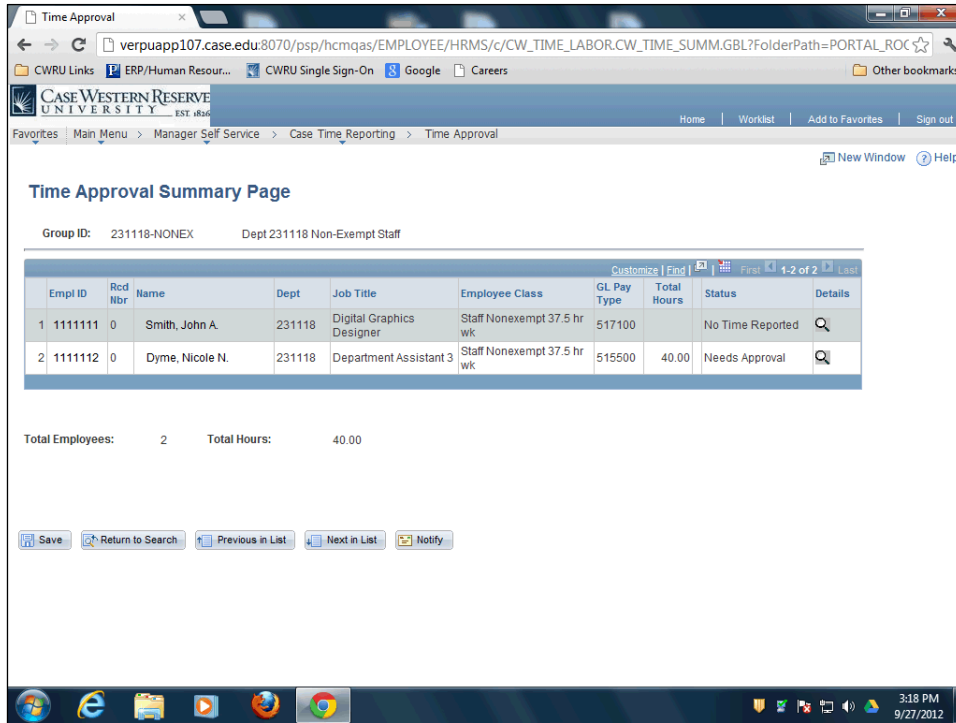 Time Approval
verpuapp107.case.edu:8070/psp/hcmqas/EMPLOYEE/HRMS/c/CW_TIME_LABOR.CW_TIME_SUMM.GBL?FolderPath=PORTAL_ROC
CWRU Links ERP/Human Resour... CWRU Single Sign-On Google Careers Other bookmarks
CASE WESTERN RESERVE
UNIVERSITY EST. 1826
Home | Worklist | Add to Favorites | Sign out
Favorites Main Menu > Manager Self Service > Case Time Reporting > Time Approval
New Window Help
Time Approval Summary Page
Group ID: 231118-NONEX Dept 231118 Non-Exempt Staff
Customize | Find | First 1-2 of 2 Last
Empl ID Rcd Nbr Name Dept Job Title Employee Class GL Pay Type Total Hours Status Details
1 1111111 0 Smith, John A. 231118 Digital Graphics Designer Staff Nonexempt 37.5 hr wk 517100 No Time Reported
2 1111112 0 Dyme, Nicole N. 231118 Department Assistant 3 Staff Nonexempt 37.5 hr wk 515500 40.00 Needs Approval
Total Employees: 2 Total Hours: 40.00
Save Return to Search Previous in List Next in List Notify
3:18 PM
9/27/2012